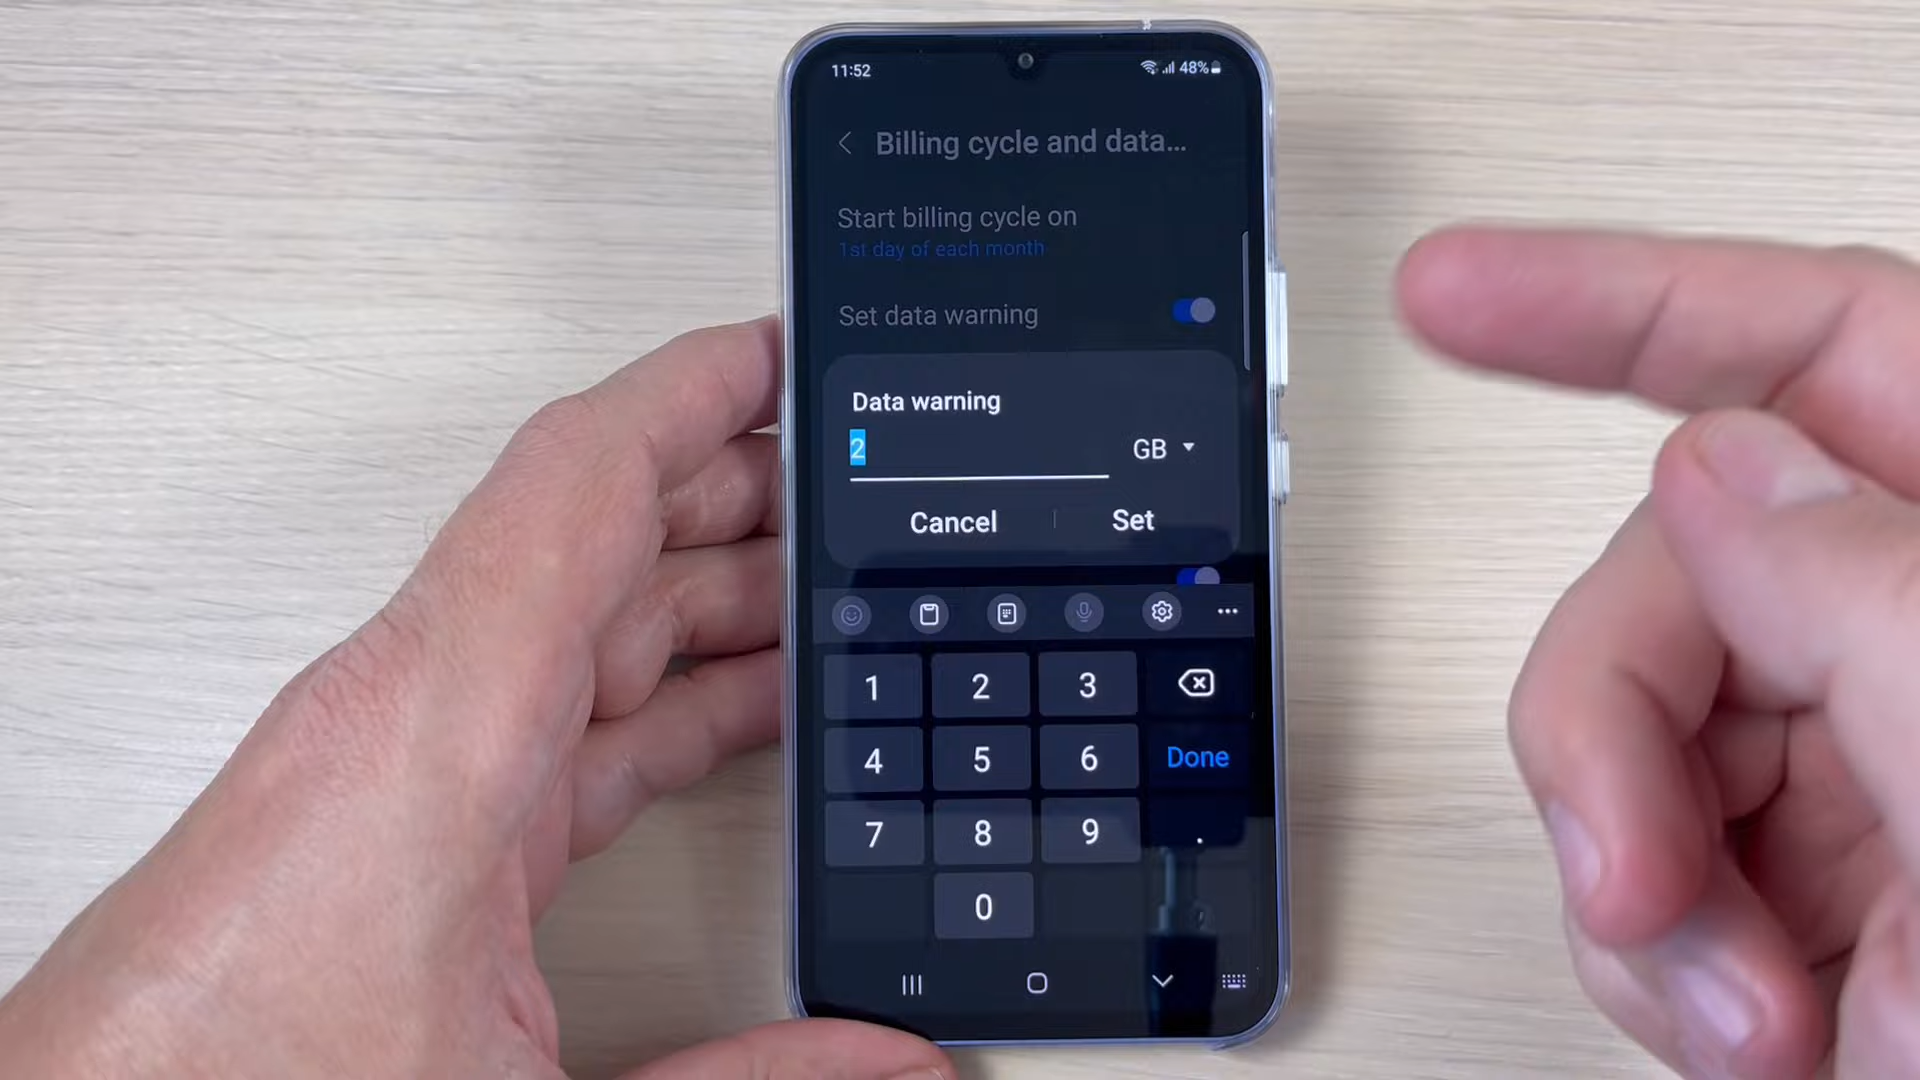 11:52 48%
Billing cycle and data...
Start billing cycle on
1st day of each month
Set data warning
Data warning
2 GB
Cancel Set
1 2 3
4 5 6 Done
7 8 9 .
0